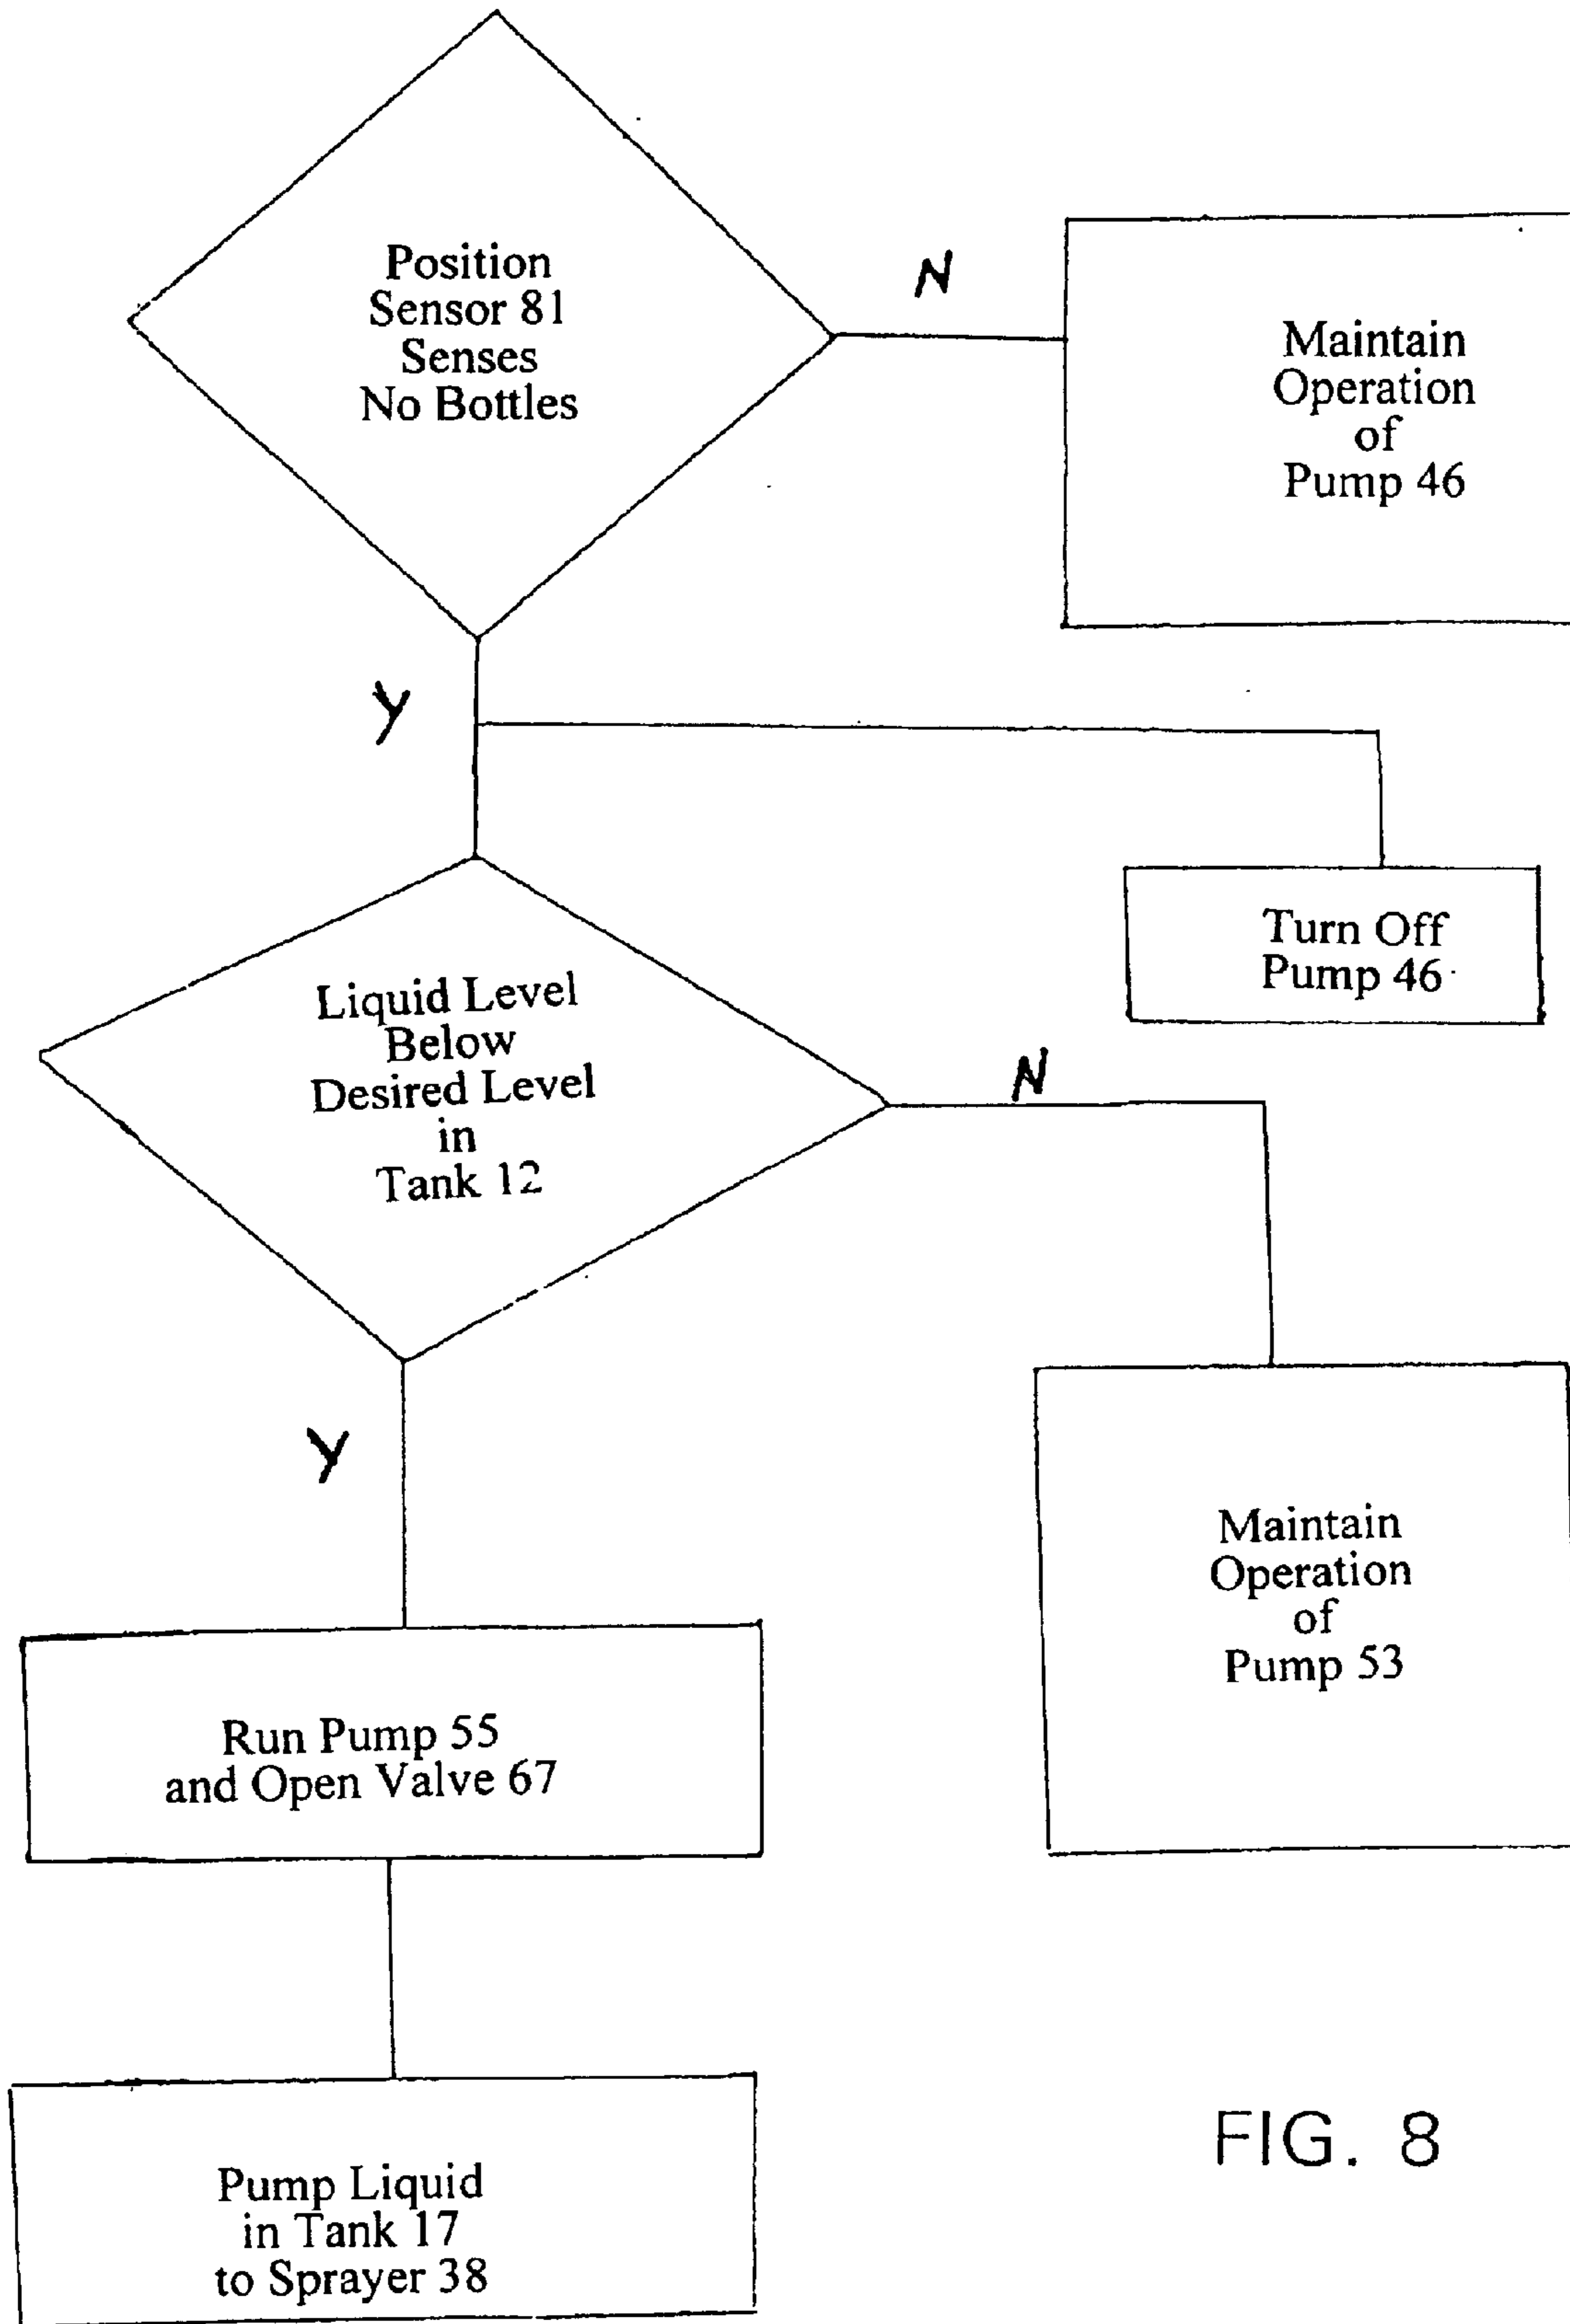 Position
Sensor 81
Senses
No Bottles
N
Maintain
Operation
of
Pump 46
Y
Turn Off
Pump 46
Liquid Level
Below
Desired Level
in
Tank 12
N
Y
Maintain
Operation
of
Pump 53
Run Pump 55
and Open Valve 67
Pump Liquid
in Tank 17
to Sprayer 38
FIG. 8